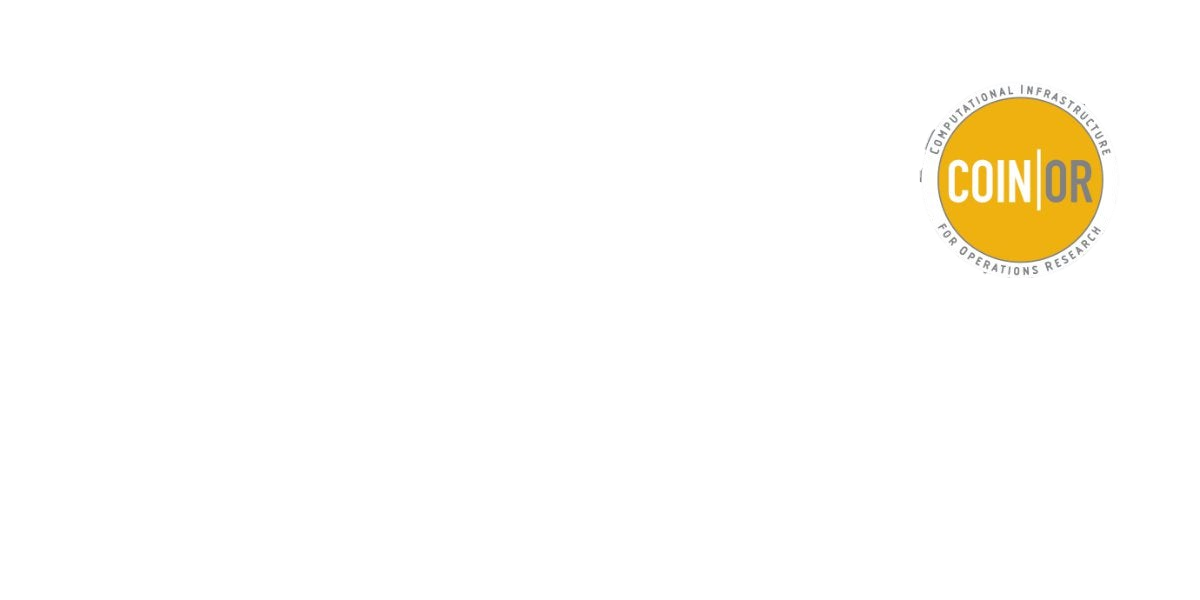 COMPUTATIONAL INFRASTRUCTURE
COIN|OR
FOR OPERATIONS RESEARCH